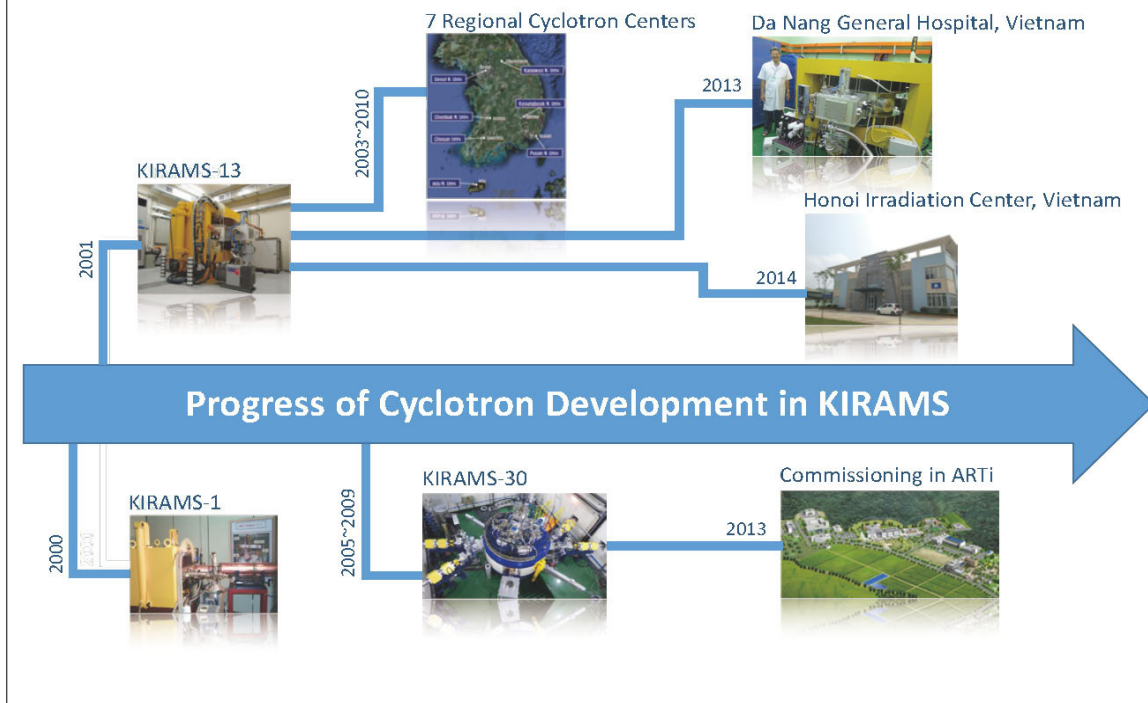 7 Regional Cyclotron Centers
Da Nang General Hospital, Vietnam
2003~2010
2013
KIRAMS-13
Honoi Irradiation Center, Vietnam
2001
2014
Progress of Cyclotron Development in KIRAMS
KIRAMS-1
KIRAMS-30
Commissioning in ARTi
2000
2000
2005~2009
2013